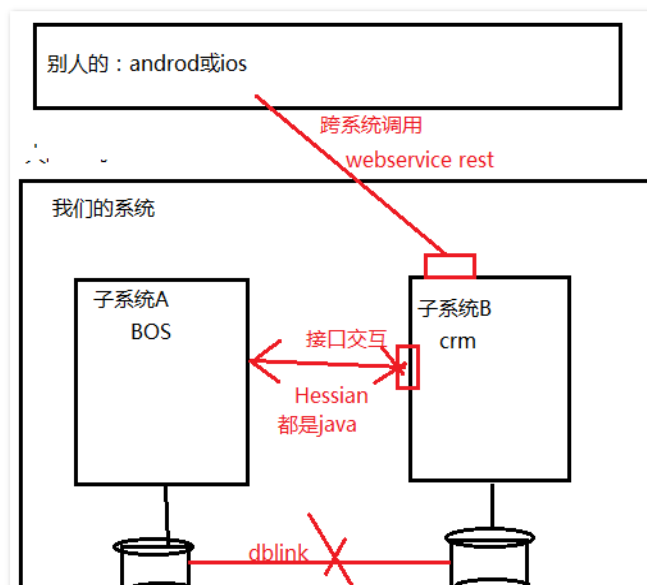 别人的：androd或ios
跨系统调用
webservice rest
我们的系统
子系统A
BOS
子系统B
crm
接口交互
Hessian
都是java
dblink